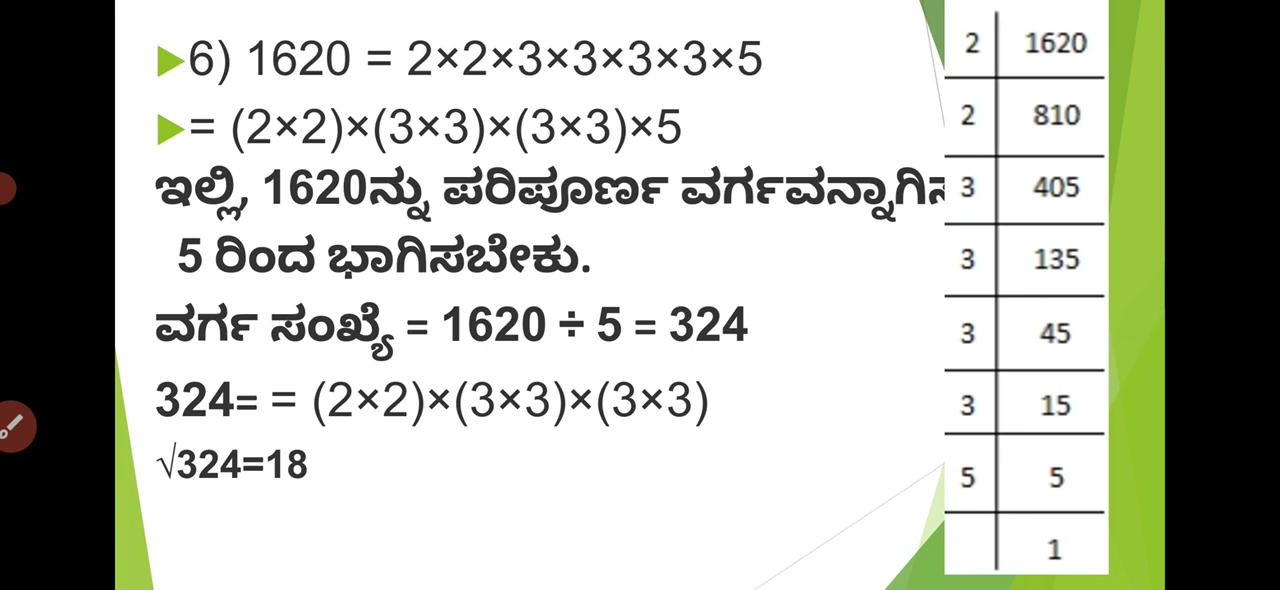 6) 1620 = 2×2×3×3×3×3×5
= (2×2)×(3×3)×(3×3)×5
ಇಲ್ಲಿ, 1620ನ್ನು ಪರಿಪೂರ್ಣ
5 ರಿಂದ ಭಾಗಿಸಬೇಕು.
ವರ್ಗ ಸಂಖ್ಯೆ = 1620 ÷ 5 = 324
324= = (2×2)×(3×3)×(3×3)
√324=18
2 1620
2 810
3 405
3 135
3 45
3 15
5 5
1